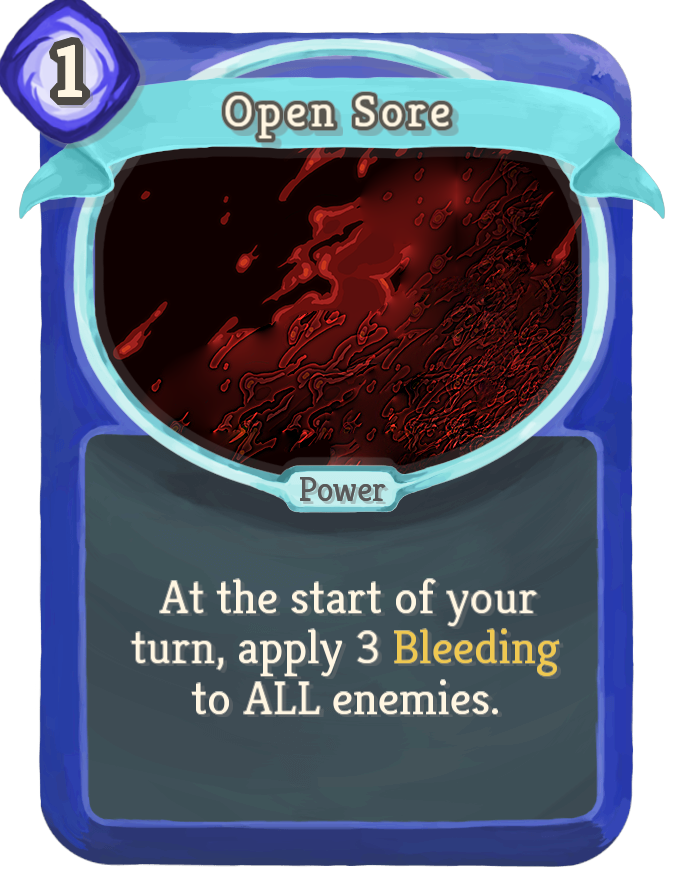 1
Open Sore
Power
At the start of your
turn, apply 3 Bleeding
to ALL enemies.